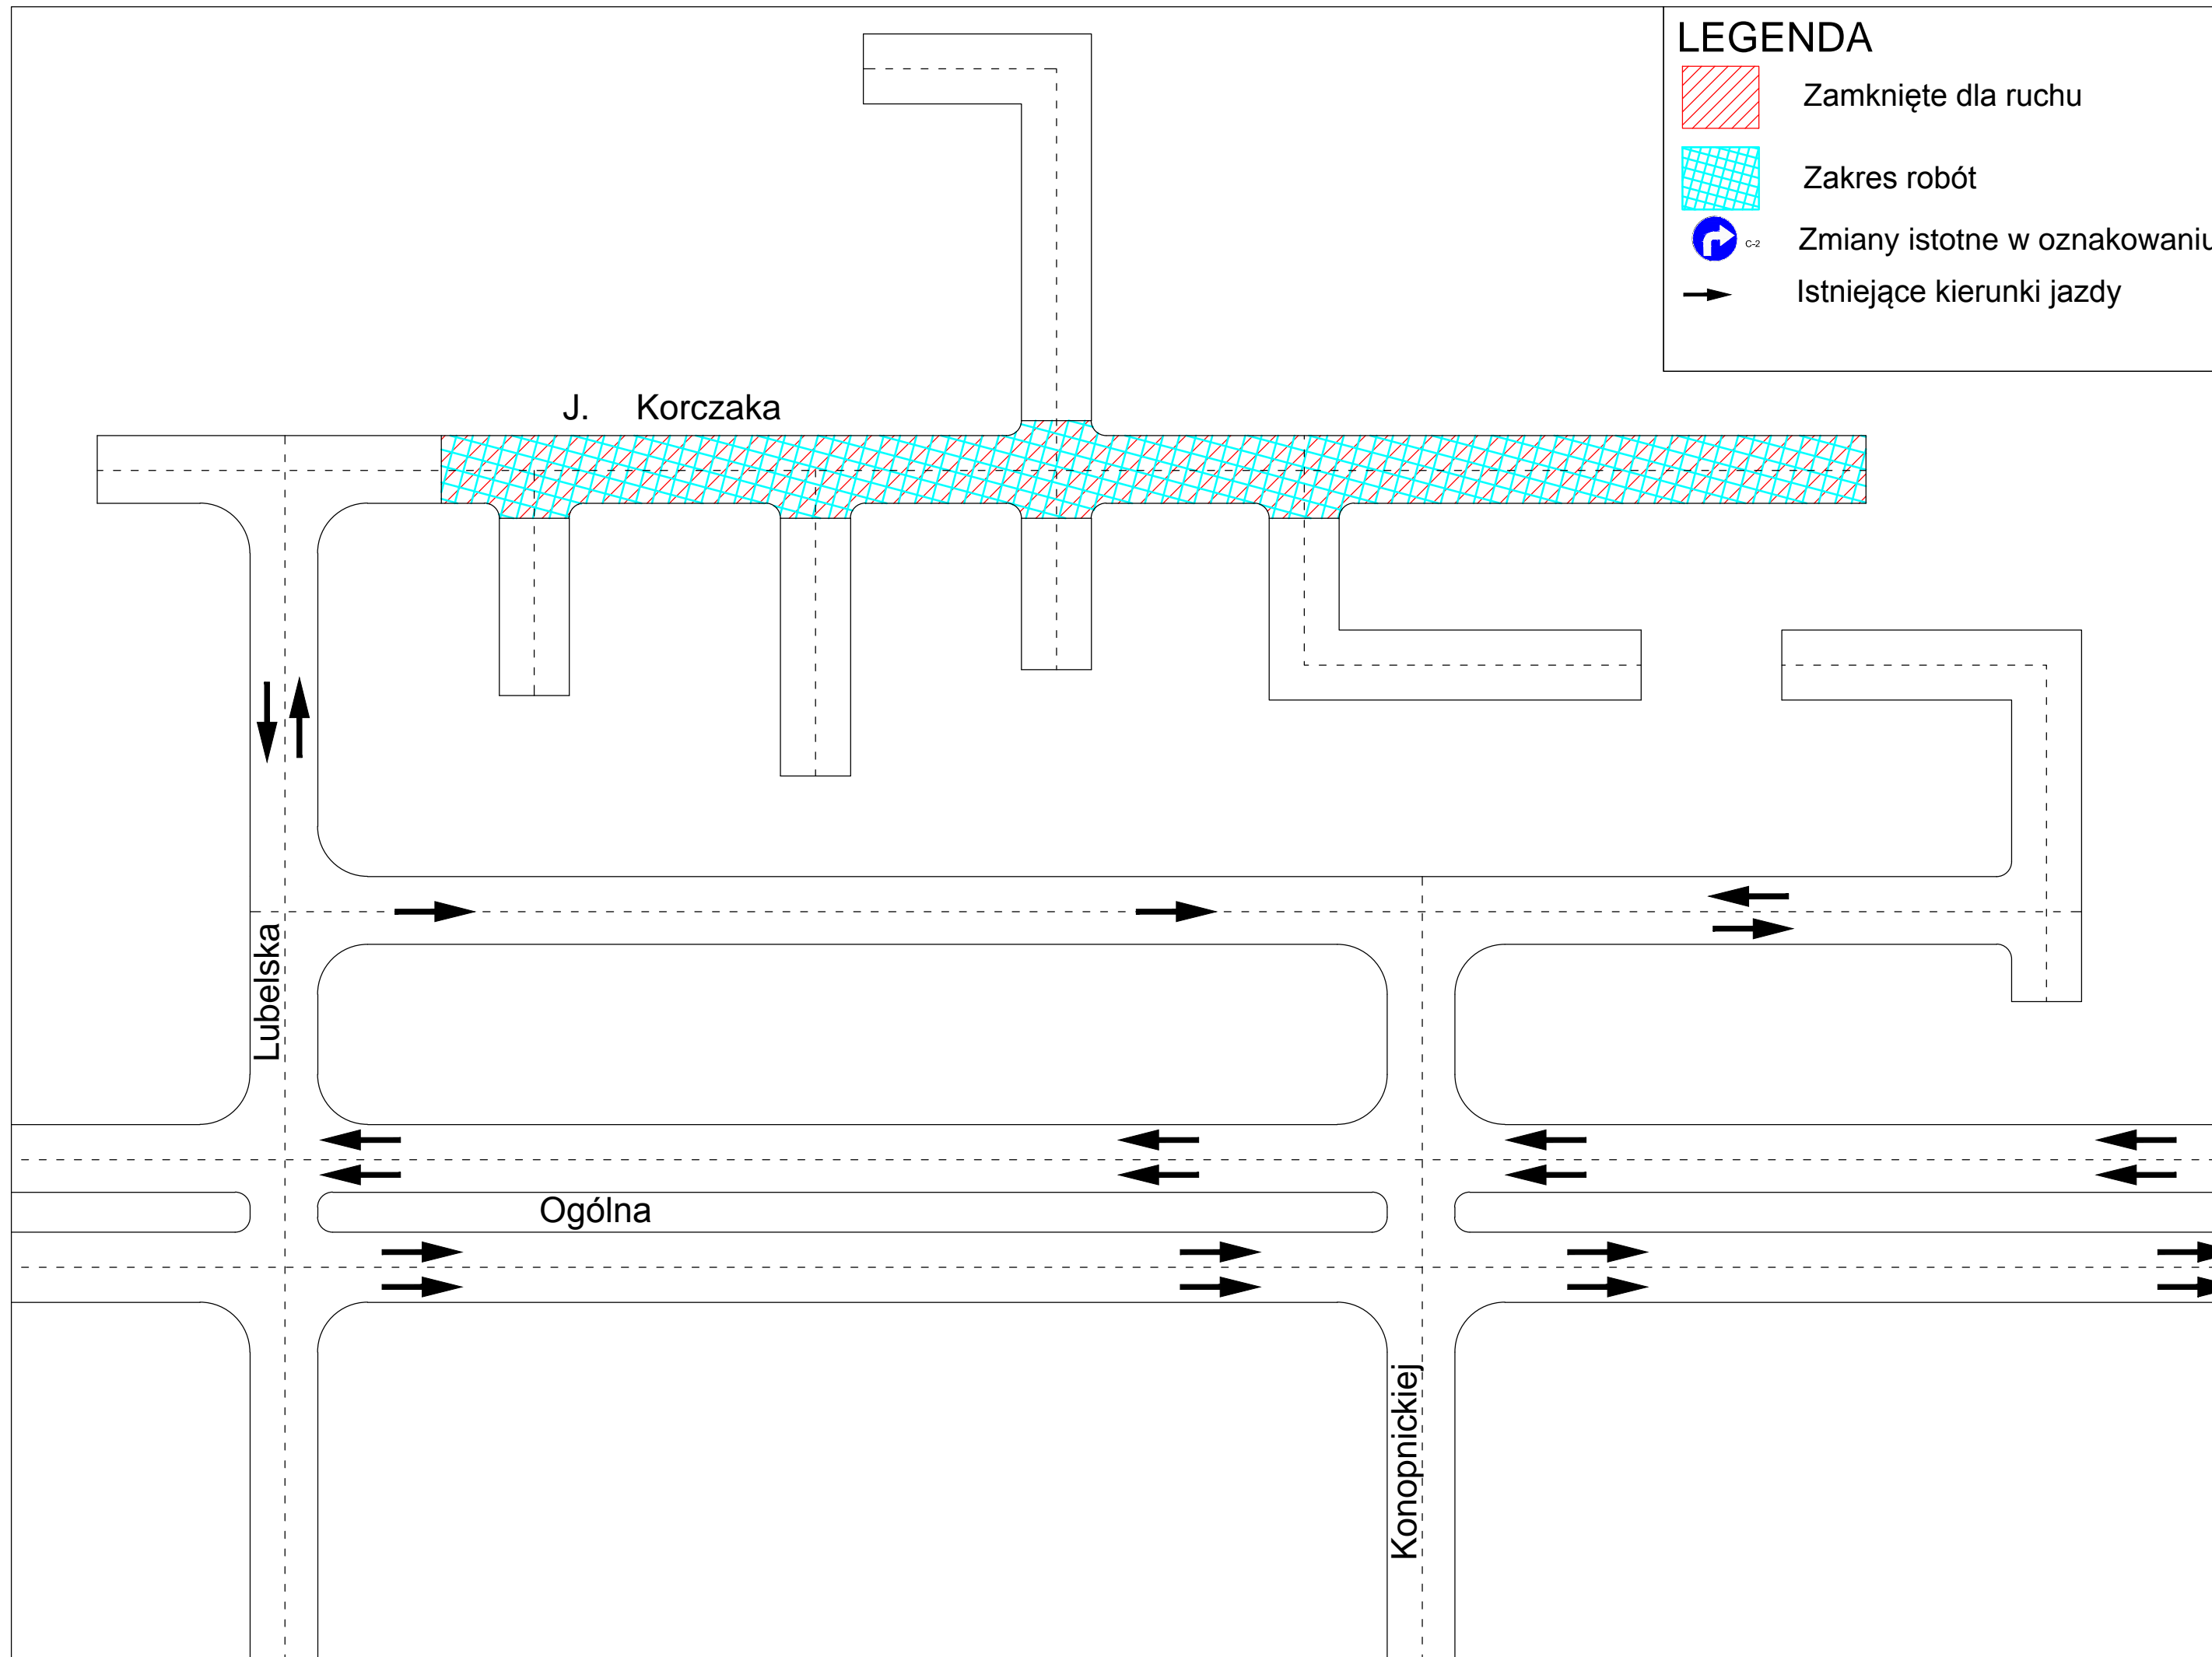 LEGENDA
Zamknięte dla ruchu
Zakres robót
C-2 Zmiany istotne w oznakowaniu
Istniejące kierunki jazdy
J. Korczaka
Lubelska
Ogólna
Konopnickiej